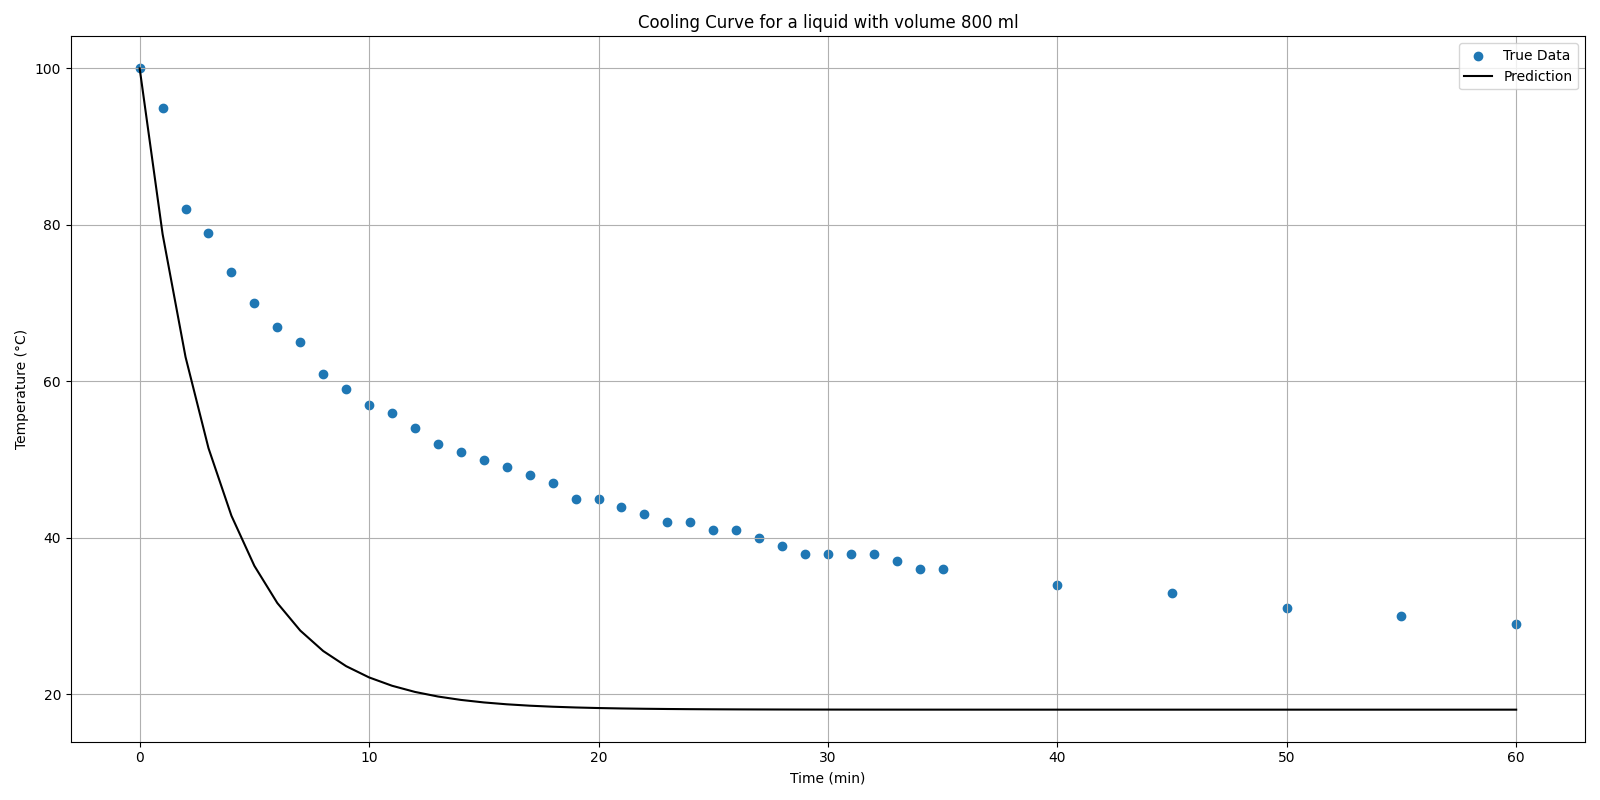 Cooling Curve for a liquid with volume 800 ml
True Data
Prediction
100
80
60
40
20
Temperature (°C)
0 10 20 30 40 50 60
Time (min)